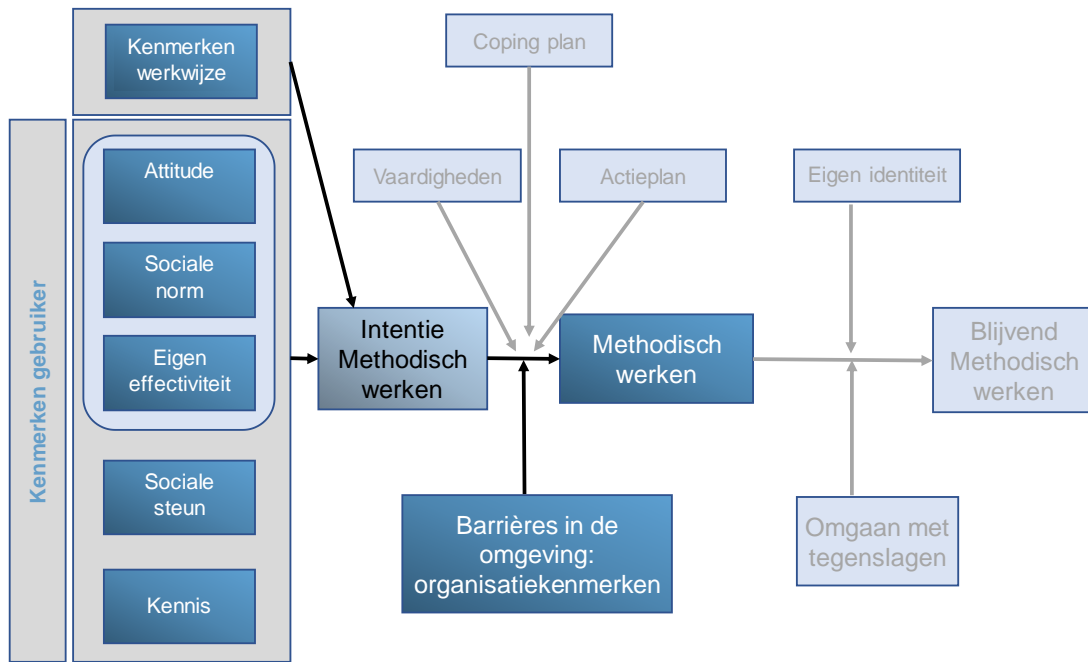 Kenmerken
werkwijze
Coping plan
Kenmerken gebruiker
Attitude
Vaardigheden
Actieplan
Eigen identiteit
Sociale
norm
Eigen
effectiviteit
Intentie
Methodisch
werken
Methodisch
werken
Blijvend
Methodisch
werken
Sociale
steun
Barrières in de
omgeving:
organisatiekenmerken
Omgaan met
tegenslagen
Kennis